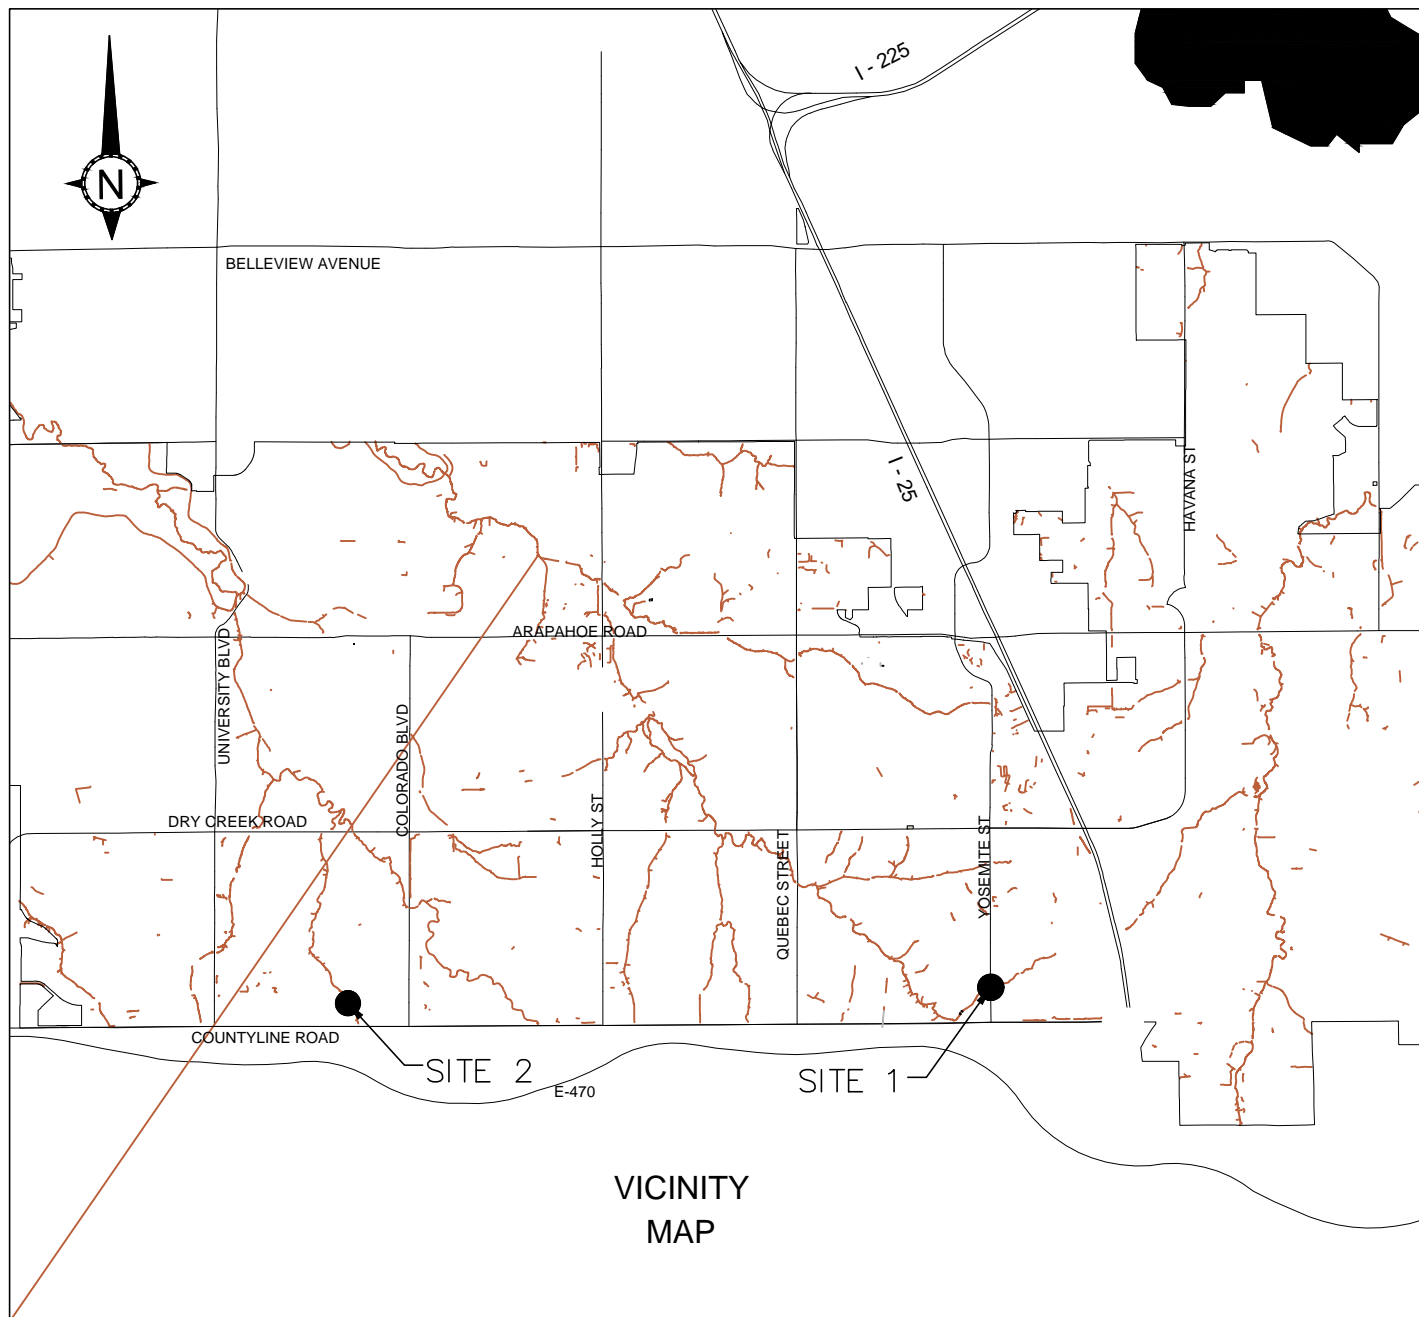 I - 225
N
BELLEVIEW AVENUE
I - 25
HAVANA ST
ARAPAHOE ROAD
UNIVERSITY BLVD
COLORADO BLVD
DRY CREEK ROAD
HOLLY ST
QUEBEC STREET
YOSEMITE ST
COUNTYLINE ROAD
SITE 2
SITE 1
E-470
VICINITY
MAP